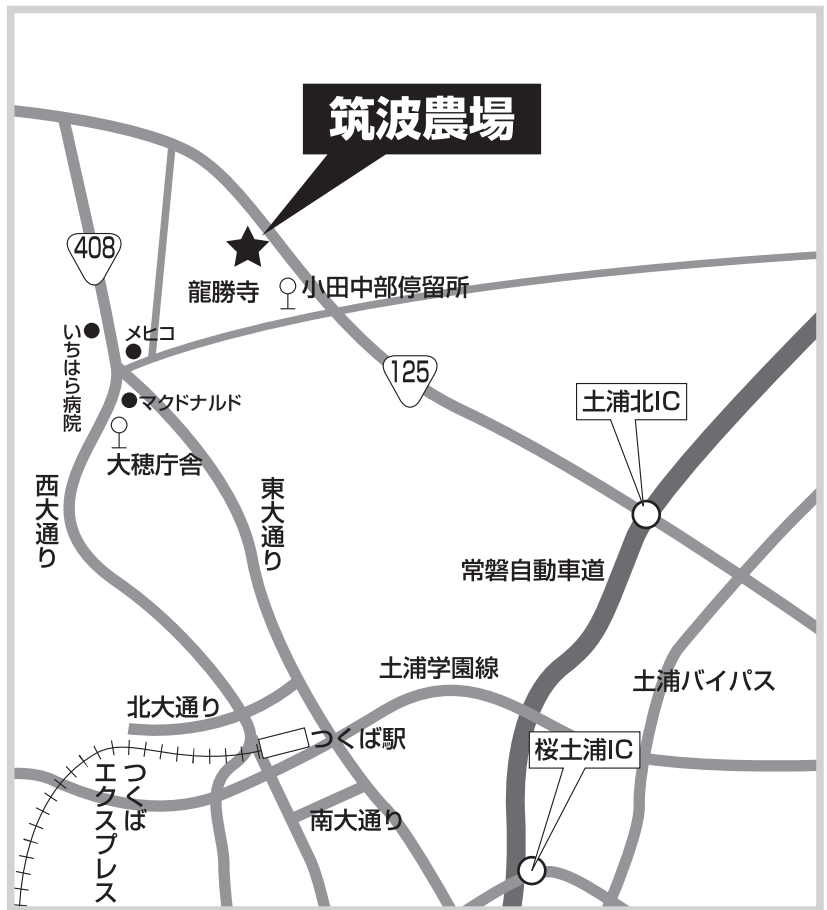 筑波農場
408
龍勝寺
小田中部停留所
いちはら病院
メヒコ
125
マクドナルド
土浦北IC
大穂庁舎
西大通り
東大通り
常磐自動車道
土浦学園線
土浦バイパス
北大通り
つくば駅
桜土浦IC
つくば
エクスプレス
南大通り